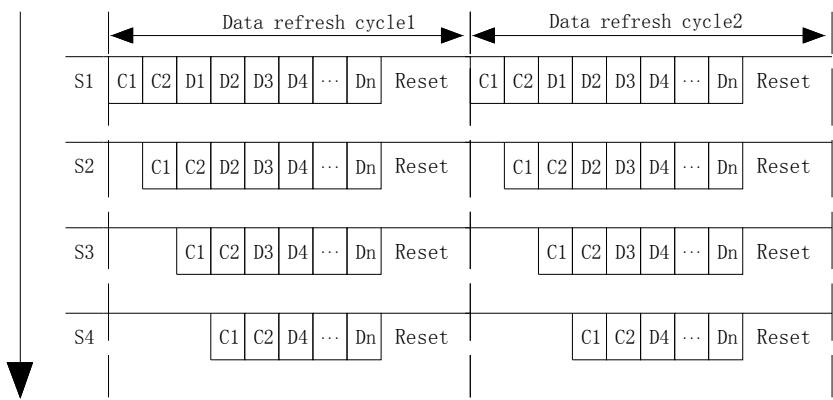 Data refresh cycle1 Data refresh cycle2
S1 C1 C2 D1 D2 D3 D4 ··· Dn Reset C1 C2 D1 D2 D3 D4 ··· Dn Reset
S2 C1 C2 D2 D3 D4 ··· Dn Reset C1 C2 D2 D3 D4 ··· Dn Reset
S3 C1 C2 D3 D4 ··· Dn Reset C1 C2 D3 D4 ··· Dn Reset
S4 C1 C2 D4 ··· Dn Reset C1 C2 D4 ··· Dn Reset